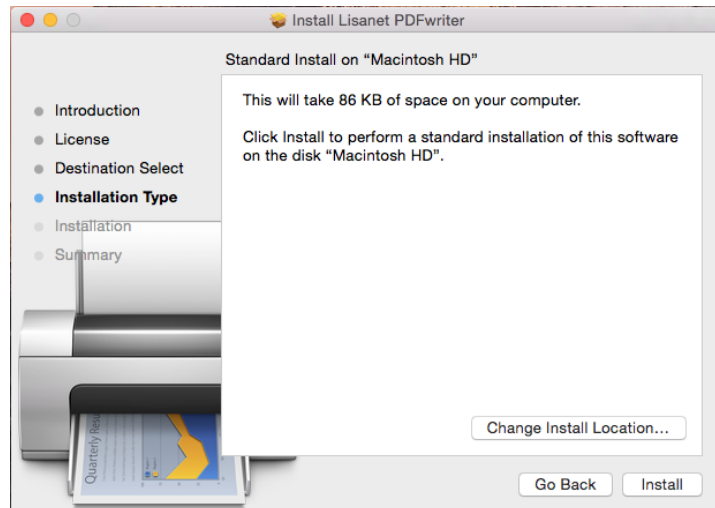 Install Lisanet PDFwriter
Standard Install on “Macintosh HD”
Introduction
License
Destination Select
Installation Type
Installation
Summary
This will take 86 KB of space on your computer.
Click Install to perform a standard installation of this software
on the disk “Macintosh HD”.
Quarterly Resu
Change Install Location...
Go Back
Install